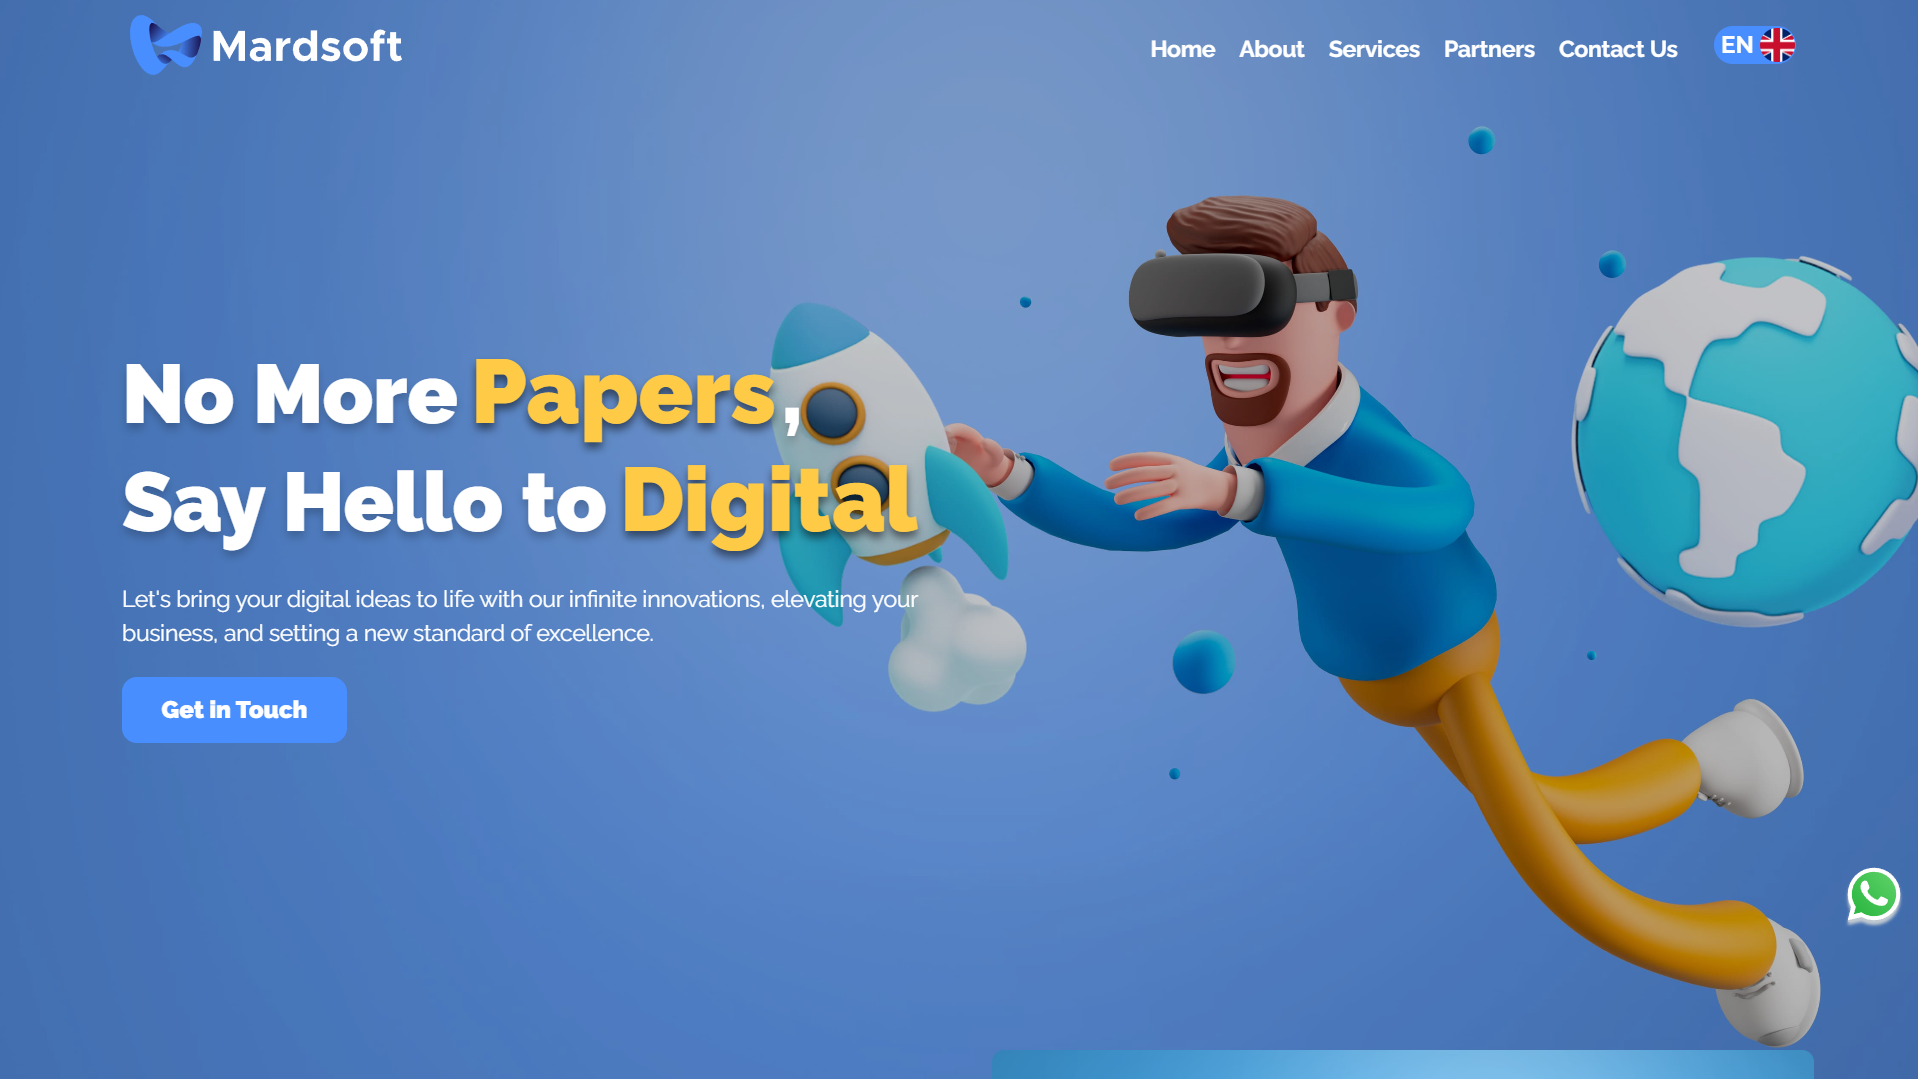 Mardsoft
Home About Services Partners Contact Us EN
No More Papers,
Say Hello to Digital
Let's bring your digital ideas to life with our infinite innovations, elevating your
business, and setting a new standard of excellence.
Get in Touch